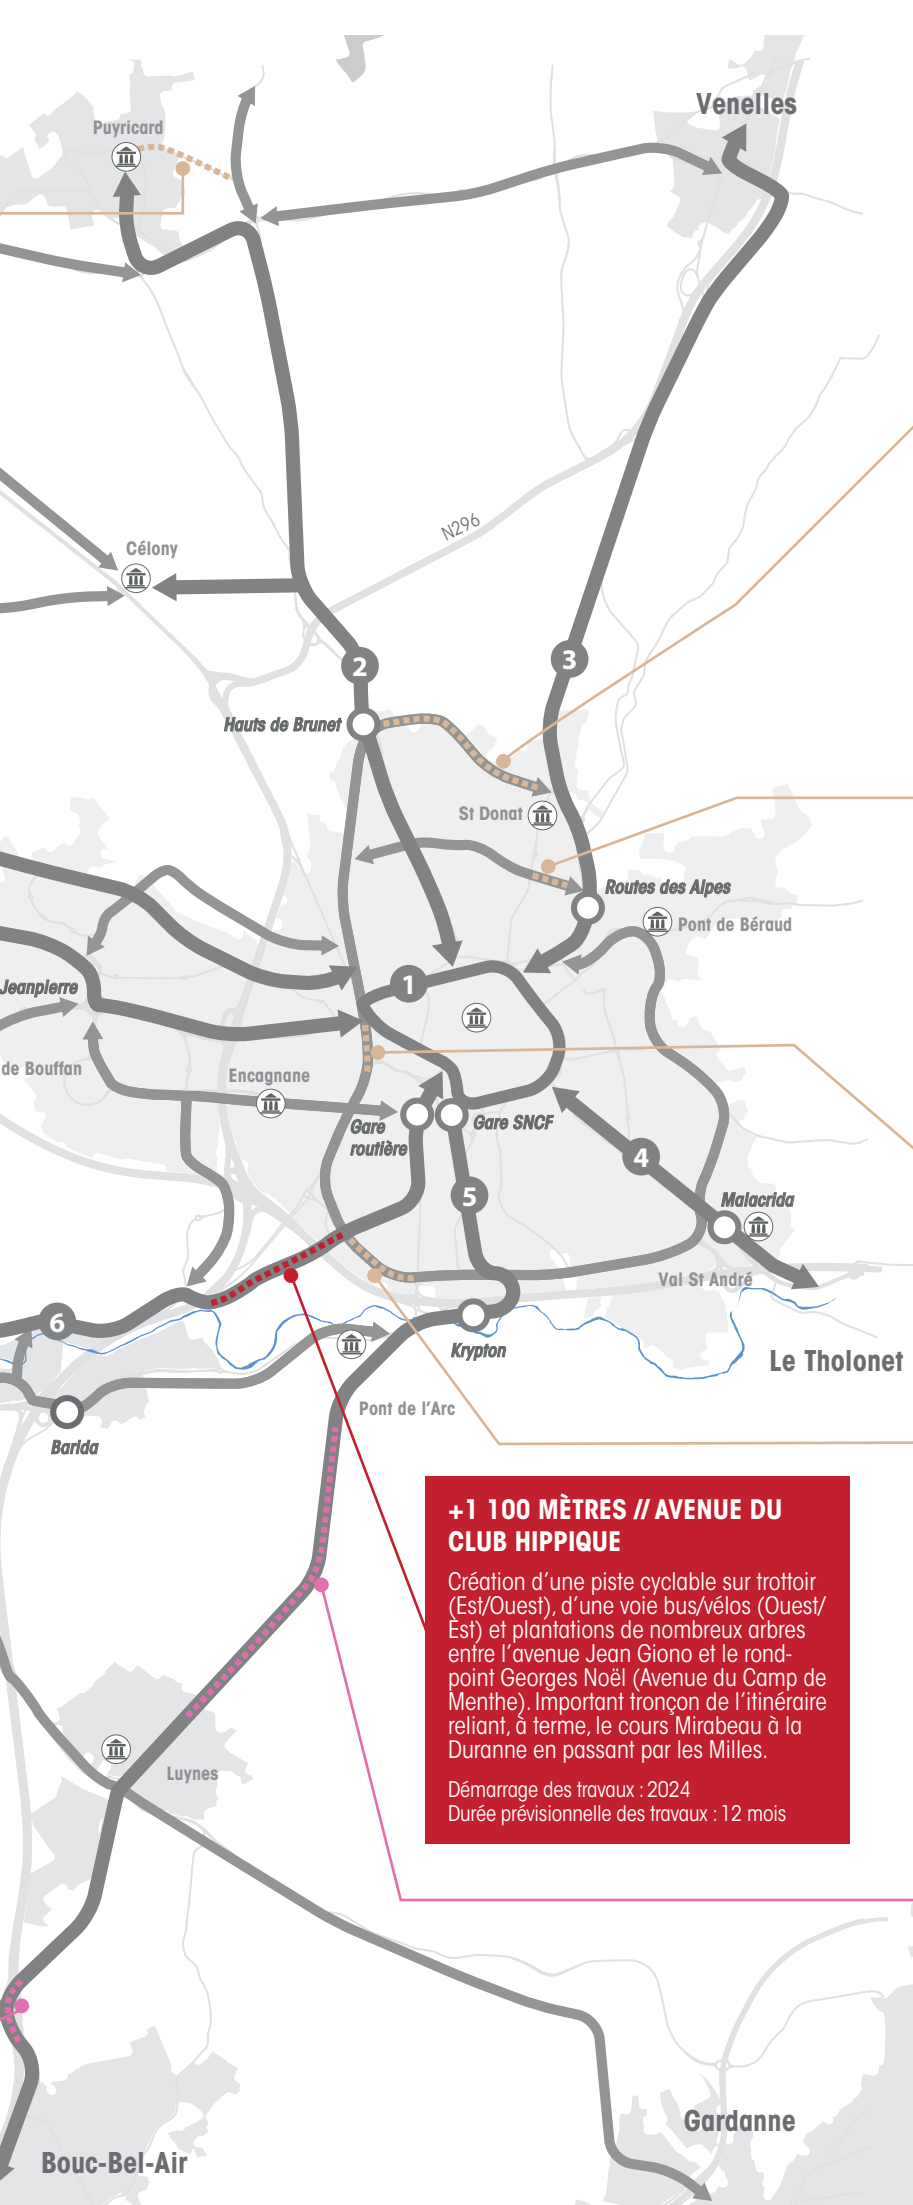 Venelles
Puyricard
N296
Célony
2
3
Hauts de Brunet
St Donat
Routes des Alpes
Pont de Béraud
1
Jeanpierre
de Bouffan
Encagnane
Gare
routière
Gare SNCF
4
5
Malacrida
Val St André
6
Krypton
Le Tholonet
Pont de l'Arc
Barida
+1 100 MÈTRES // AVENUE DU
CLUB HIPPIQUE
Création d'une piste cyclable sur trottoir
(Est/Ouest), d'une voie bus/vélos (Ouest/
Est) et plantations de nombreux arbres
entre l'avenue Jean Giono et le rond-
point Georges Noël (Avenue du Camp de
Menthe). Important tronçon de l'itinéraire
reliant, à terme, le cours Mirabeau à la
Duranne en passant par les Milles.
Démarrage des travaux : 2024
Durée prévisionnelle des travaux : 12 mois
Luynes
Gardanne
Bouc-Bel-Air